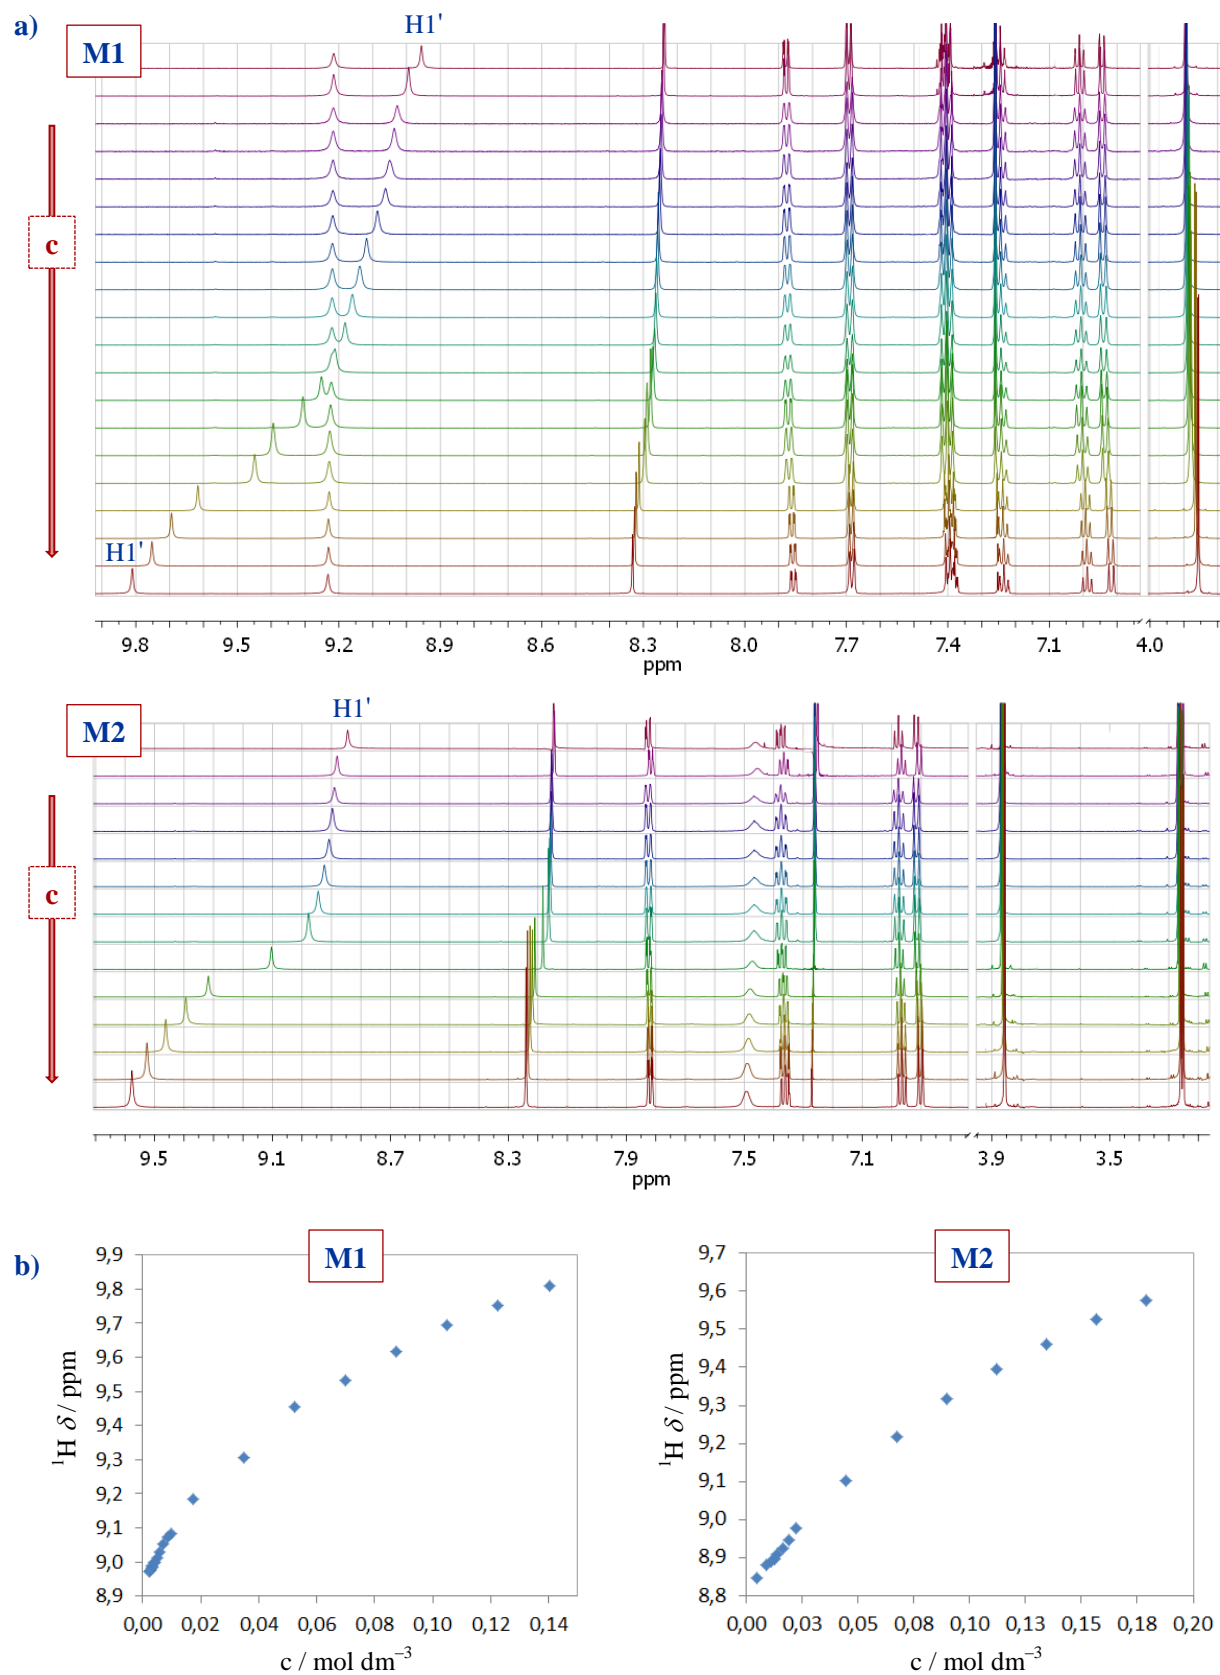 a)
M1
H1'
c
H1'
9.8 9.5 9.2 8.9 8.6 8.3 8.0 7.7 7.4 7.1 4.0
ppm
M2
H1'
c
9.5 9.1 8.7 8.3 7.9 7.5 7.1 3.9 3.5
ppm
b)
M1
9,9
9,8
9,7
9,6
9,5
9,4
9,3
9,2
9,1
9,0
8,9
¹H δ / ppm
0,00 0,02 0,04 0,06 0,08 0,10 0,12 0,14
c / mol dm⁻³
M2
9,7
9,6
9,5
9,4
9,3
9,2
9,1
9,0
8,9
8,8
¹H δ / ppm
0,00 0,03 0,05 0,08 0,10 0,13 0,15 0,18 0,20
c / mol dm⁻³